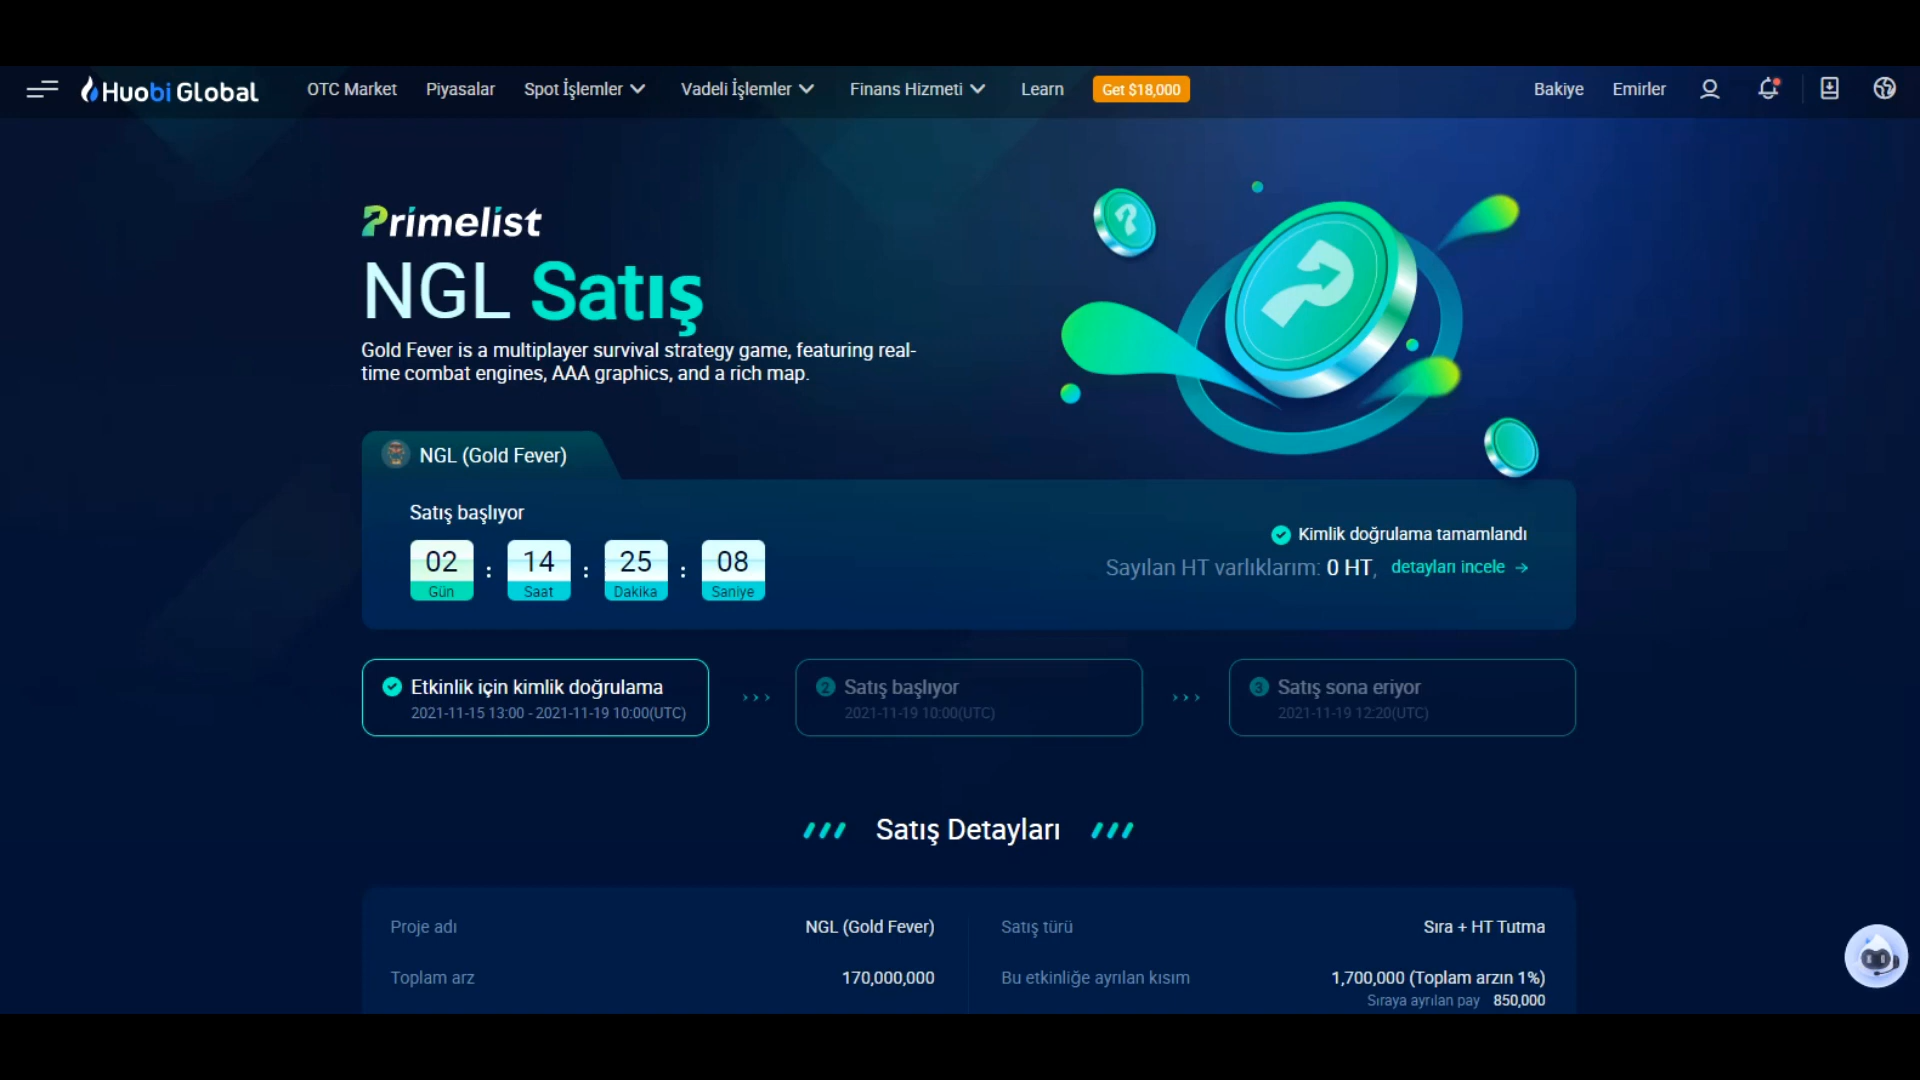 Huobi Global
OTC Market
Piyasalar
Spot İşlemler
Vadeli İşlemler
Finans Hizmeti
Learn
Get $18,000
Bakiye
Emirler
Primelist
NGL Satış
Gold Fever is a multiplayer survival strategy game, featuring real-
time combat engines, AAA graphics, and a rich map.
NGL (Gold Fever)
Satış başlıyor
02 : 14 : 25 : 08
Gün Saat Dakika Saniye
Kimlik doğrulama tamamlandı
Sayılan HT varlıklarım: 0 HT, detayları incele →
Etkinlik için kimlik doğrulama
2021-11-15 13:00 - 2021-11-19 10:00(UTC)
2 Satış başlıyor
2021-11-19 10:00(UTC)
3 Satış sona eriyor
2021-11-19 12:20(UTC)
Satış Detayları
Proje adı NGL (Gold Fever)
Satış türü Sıra + HT Tutma
Toplam arz 170,000,000
Bu etkinliğe ayrılan kısım 1,700,000 (Toplam arzın 1%)
Sıraya ayrılan pay 850,000